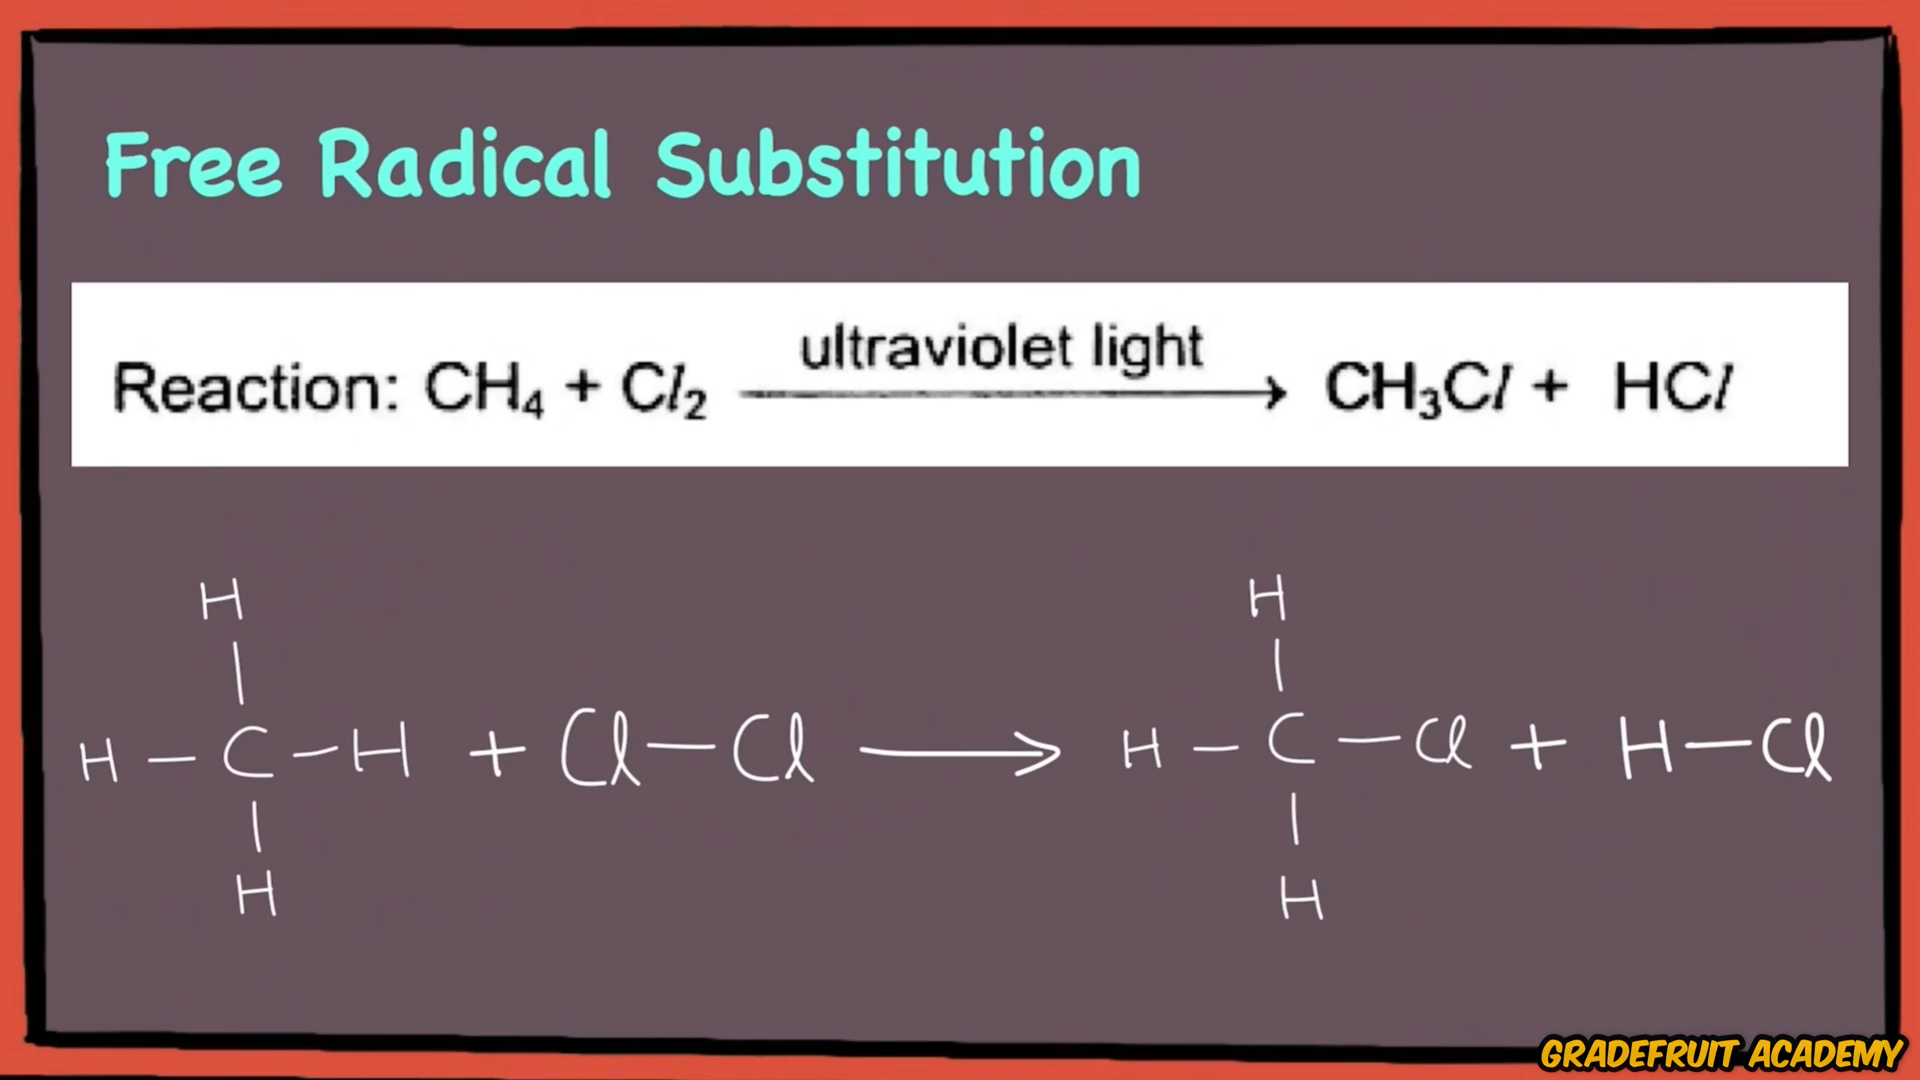 Free Radical Substitution
ultraviolet light
Reaction: CH₄ + Cl₂ ⟶ CH₃Cl + HCl
H H
| |
H — C — H + Cl — Cl ⟶ H — C — Cl + H — Cl
| |
H H
GRADEFRUIT ACADEMY